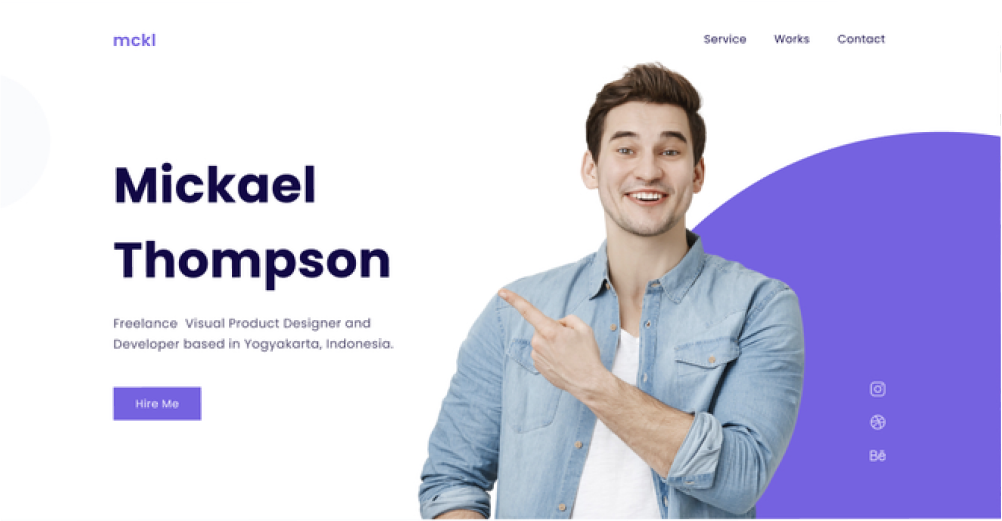 mckl
Service Works Contact
Mickael
Thompson
Freelance  Visual Product Designer and
Developer based in Yogyakarta, Indonesia.
Hire Me
Bē